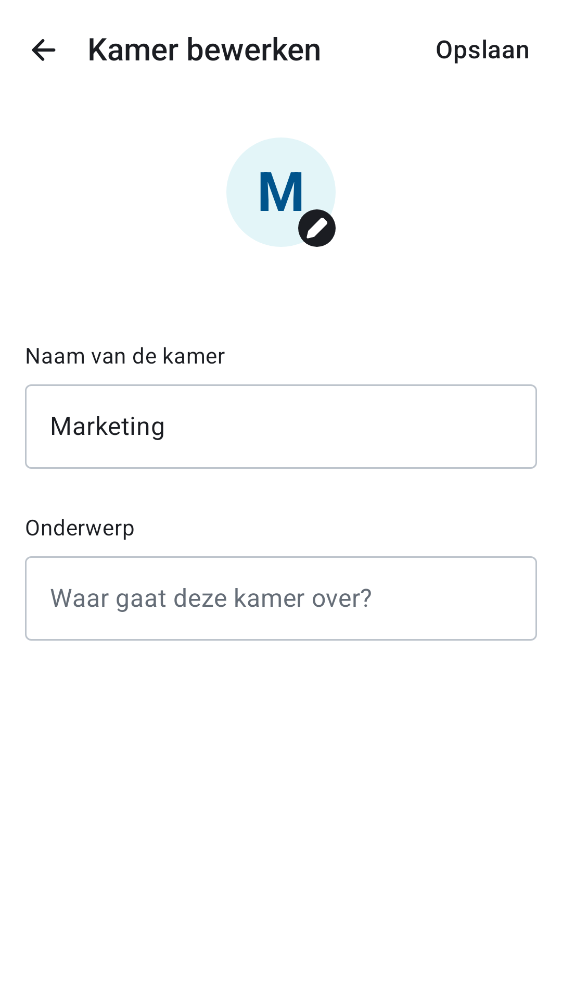 Kamer bewerken
Opslaan
M
Naam van de kamer
Marketing
Onderwerp
Waar gaat deze kamer over?